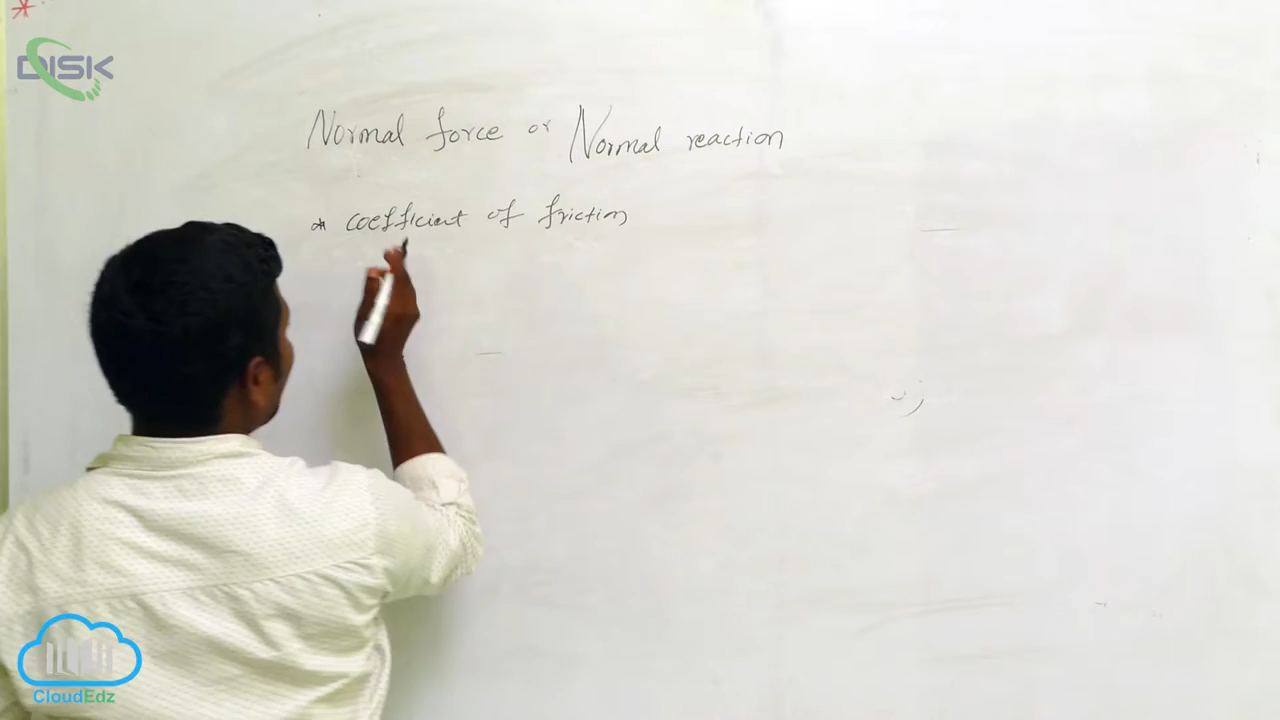 DISK
Normal force or Normal reaction
* coefficient of friction
CloudEdz